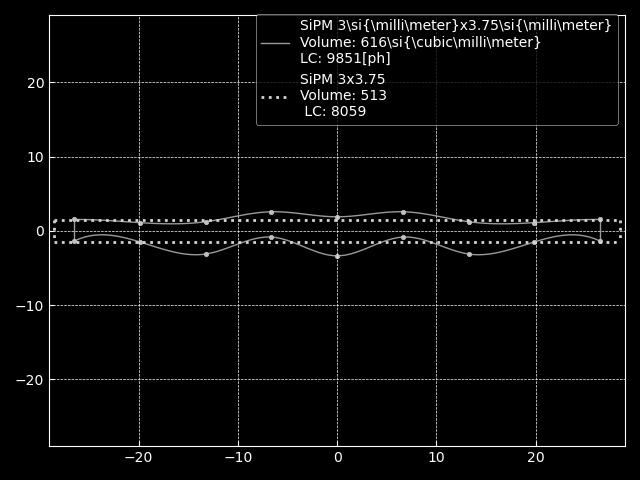 SiPM 3\si{\milli\meter}x3.75\si{\milli\meter}
Volume: 616\si{\cubic\milli\meter}
LC: 9851[ph]
SiPM 3x3.75
Volume: 513
LC: 8059
20
10
0
−10
−20
−20 −10 0 10 20